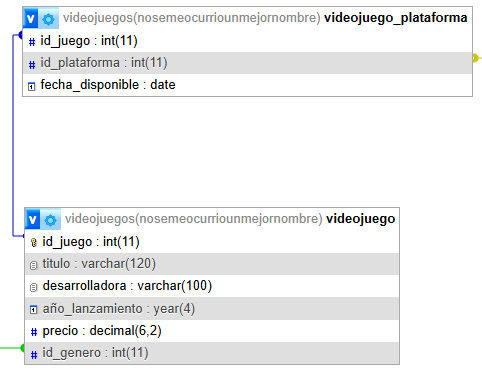 v videojuegos(nosemeocurriounmejornombre) videojuego_plataforma
# id_juego : int(11)
# id_plataforma : int(11)
fecha_disponible : date
v videojuegos(nosemeocurriounmejornombre) videojuego
id_juego : int(11)
titulo : varchar(120)
desarrolladora : varchar(100)
año_lanzamiento : year(4)
# precio : decimal(6,2)
# id_genero : int(11)